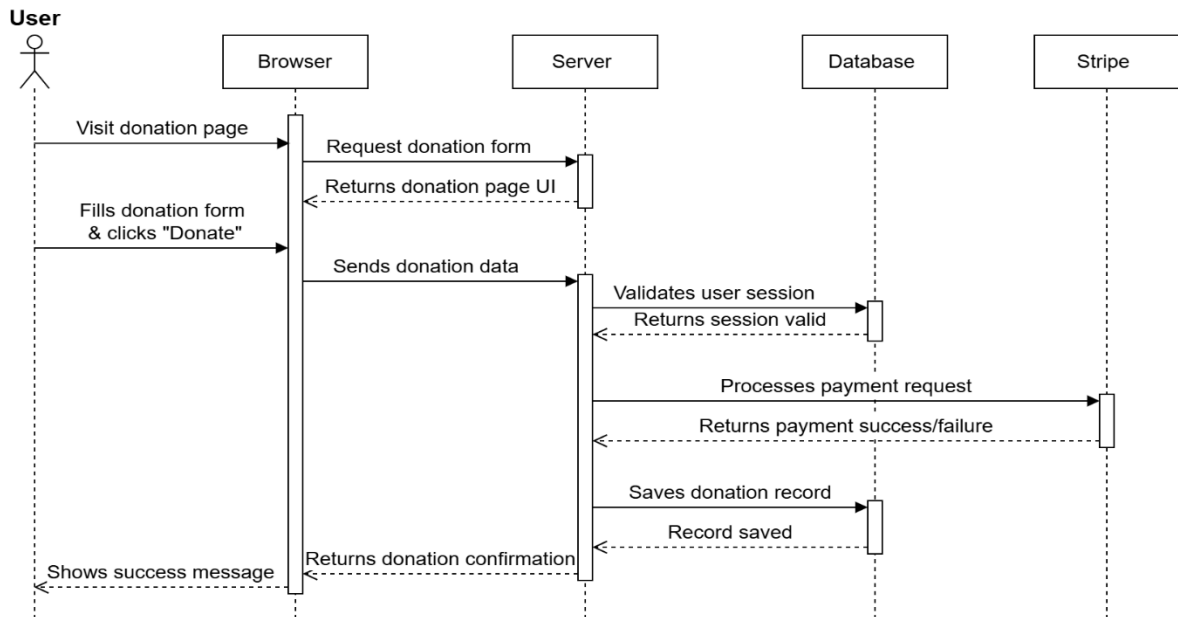 User
Browser
Server
Database
Stripe
Visit donation page
Request donation form
Returns donation page UI
Fills donation form
& clicks "Donate"
Sends donation data
Validates user session
Returns session valid
Processes payment request
Returns payment success/failure
Saves donation record
Record saved
Returns donation confirmation
Shows success message